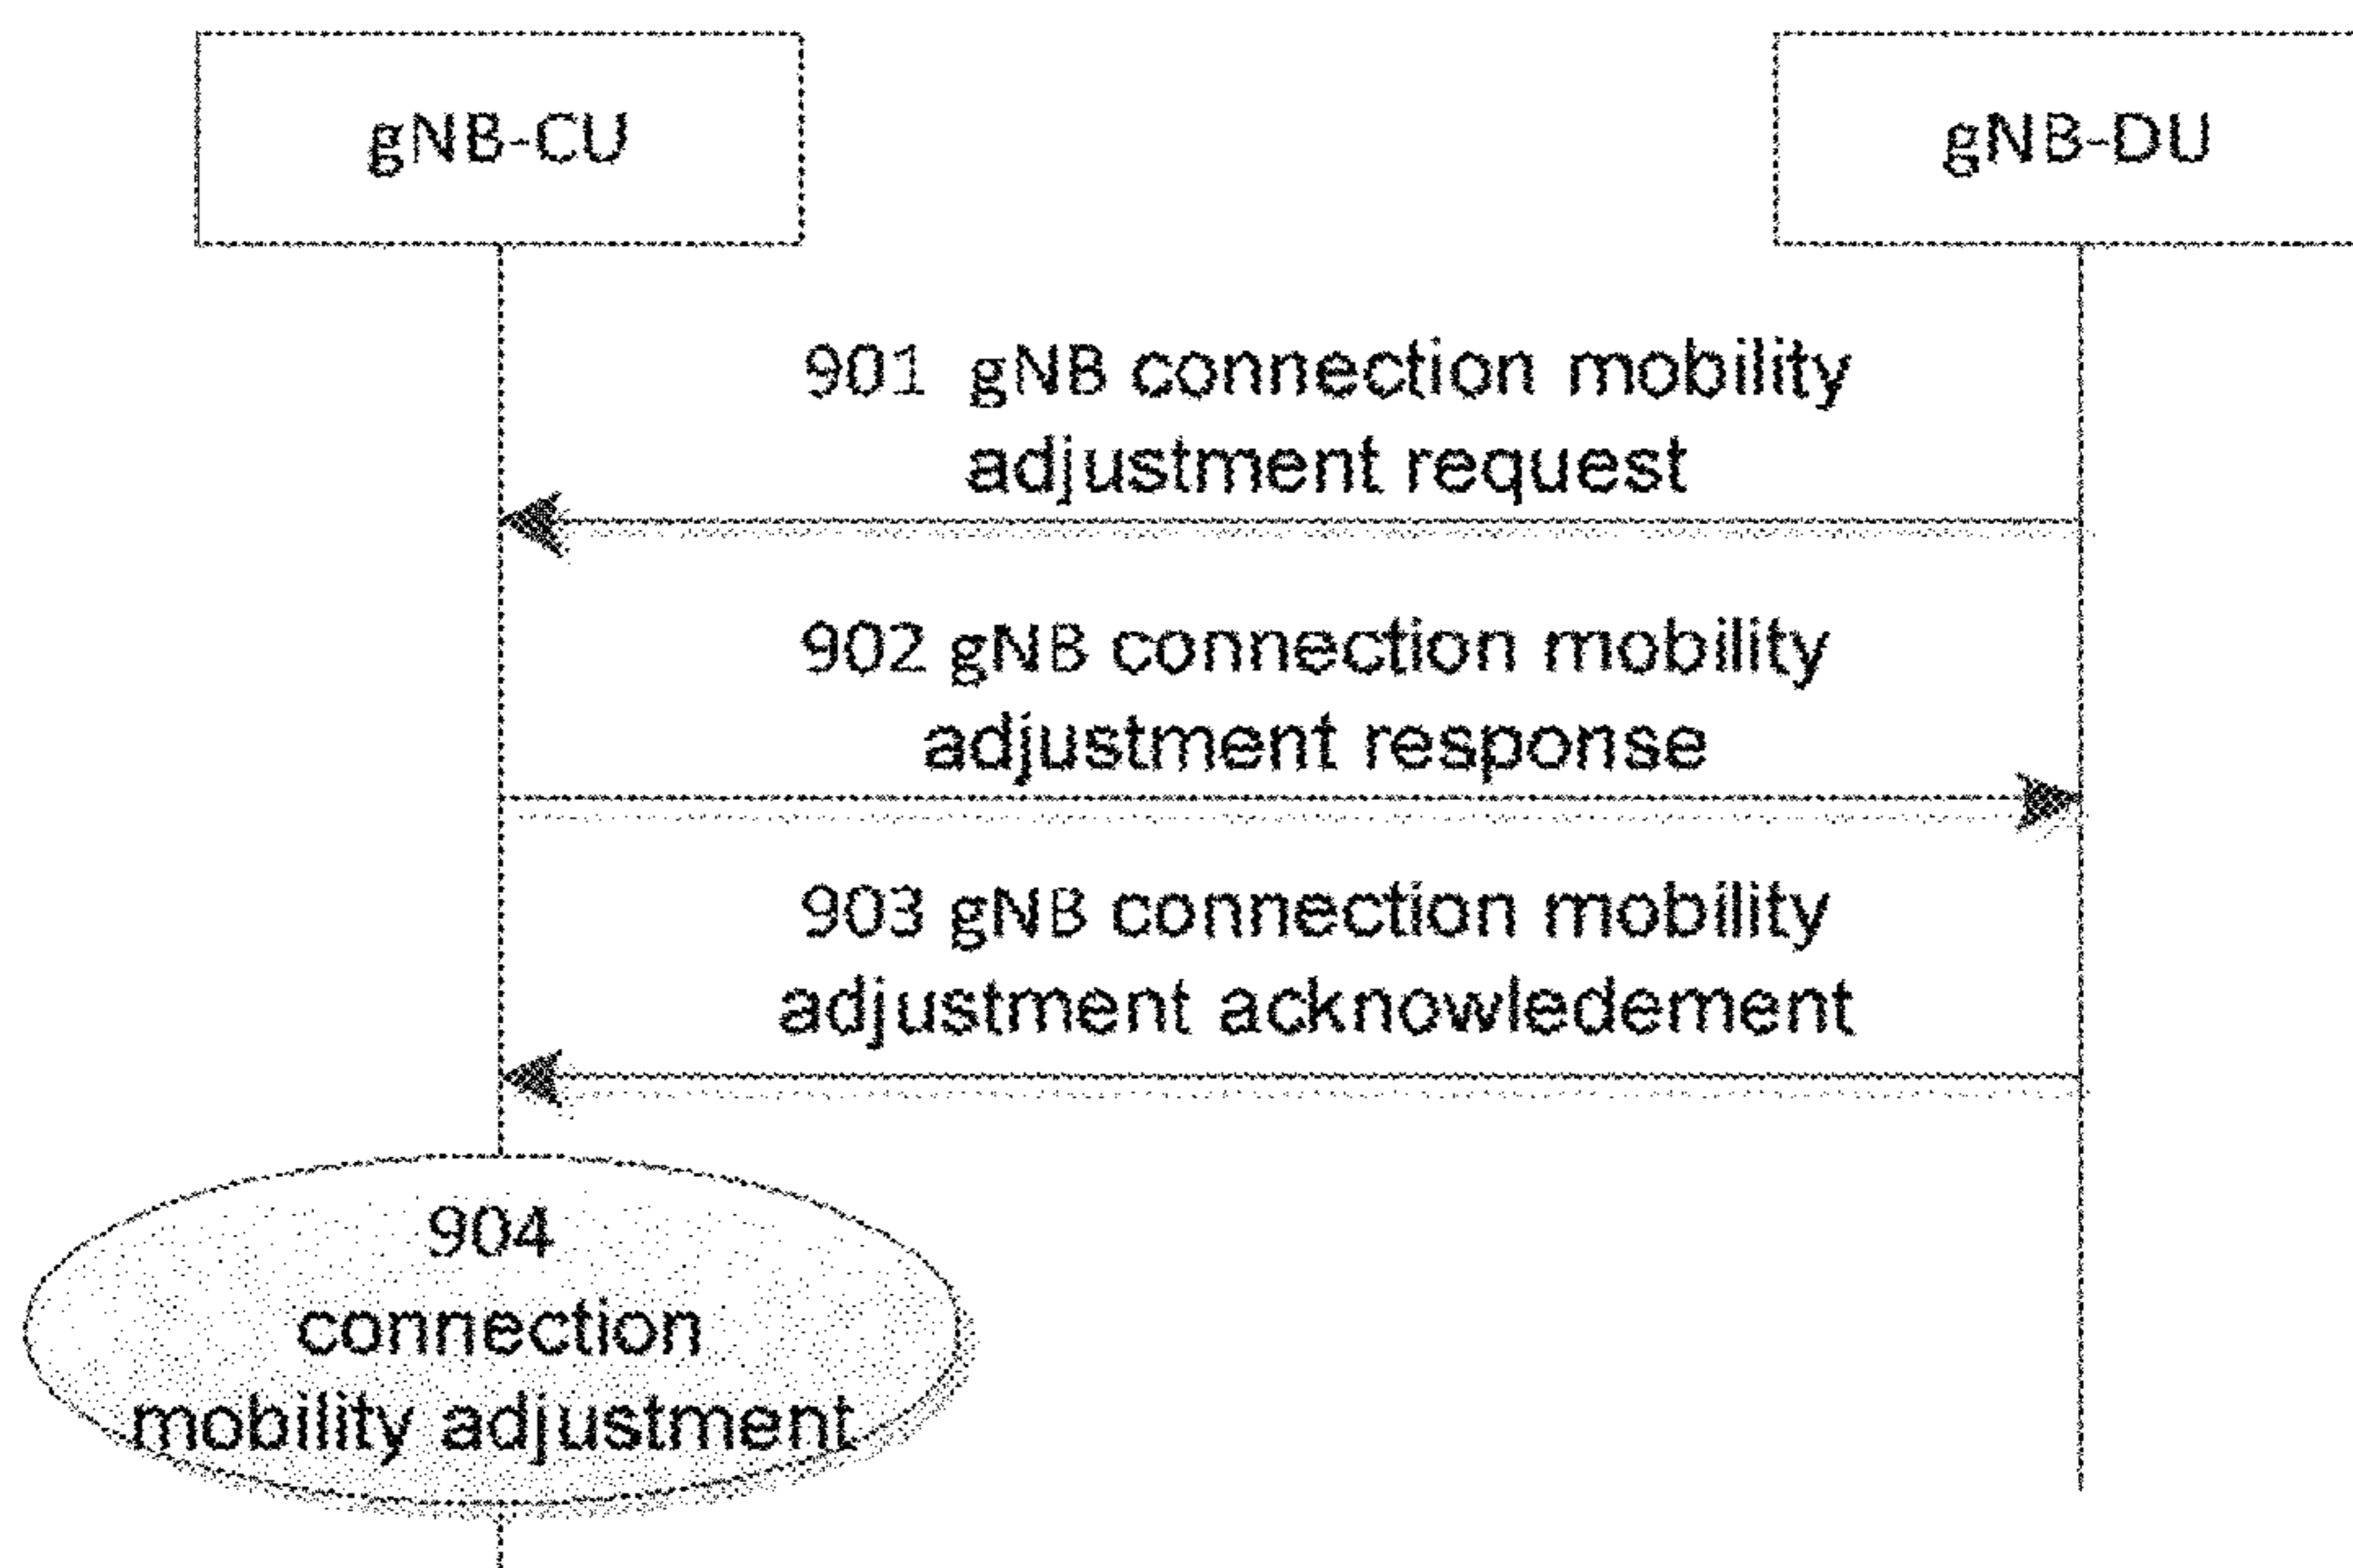 gNB-CU
gNB-DU
901 gNB connection mobility
adjustment request
902 gNB connection mobility
adjustment response
903 gNB connection mobility
adjustment acknowledement
904
connection
mobility adjustment